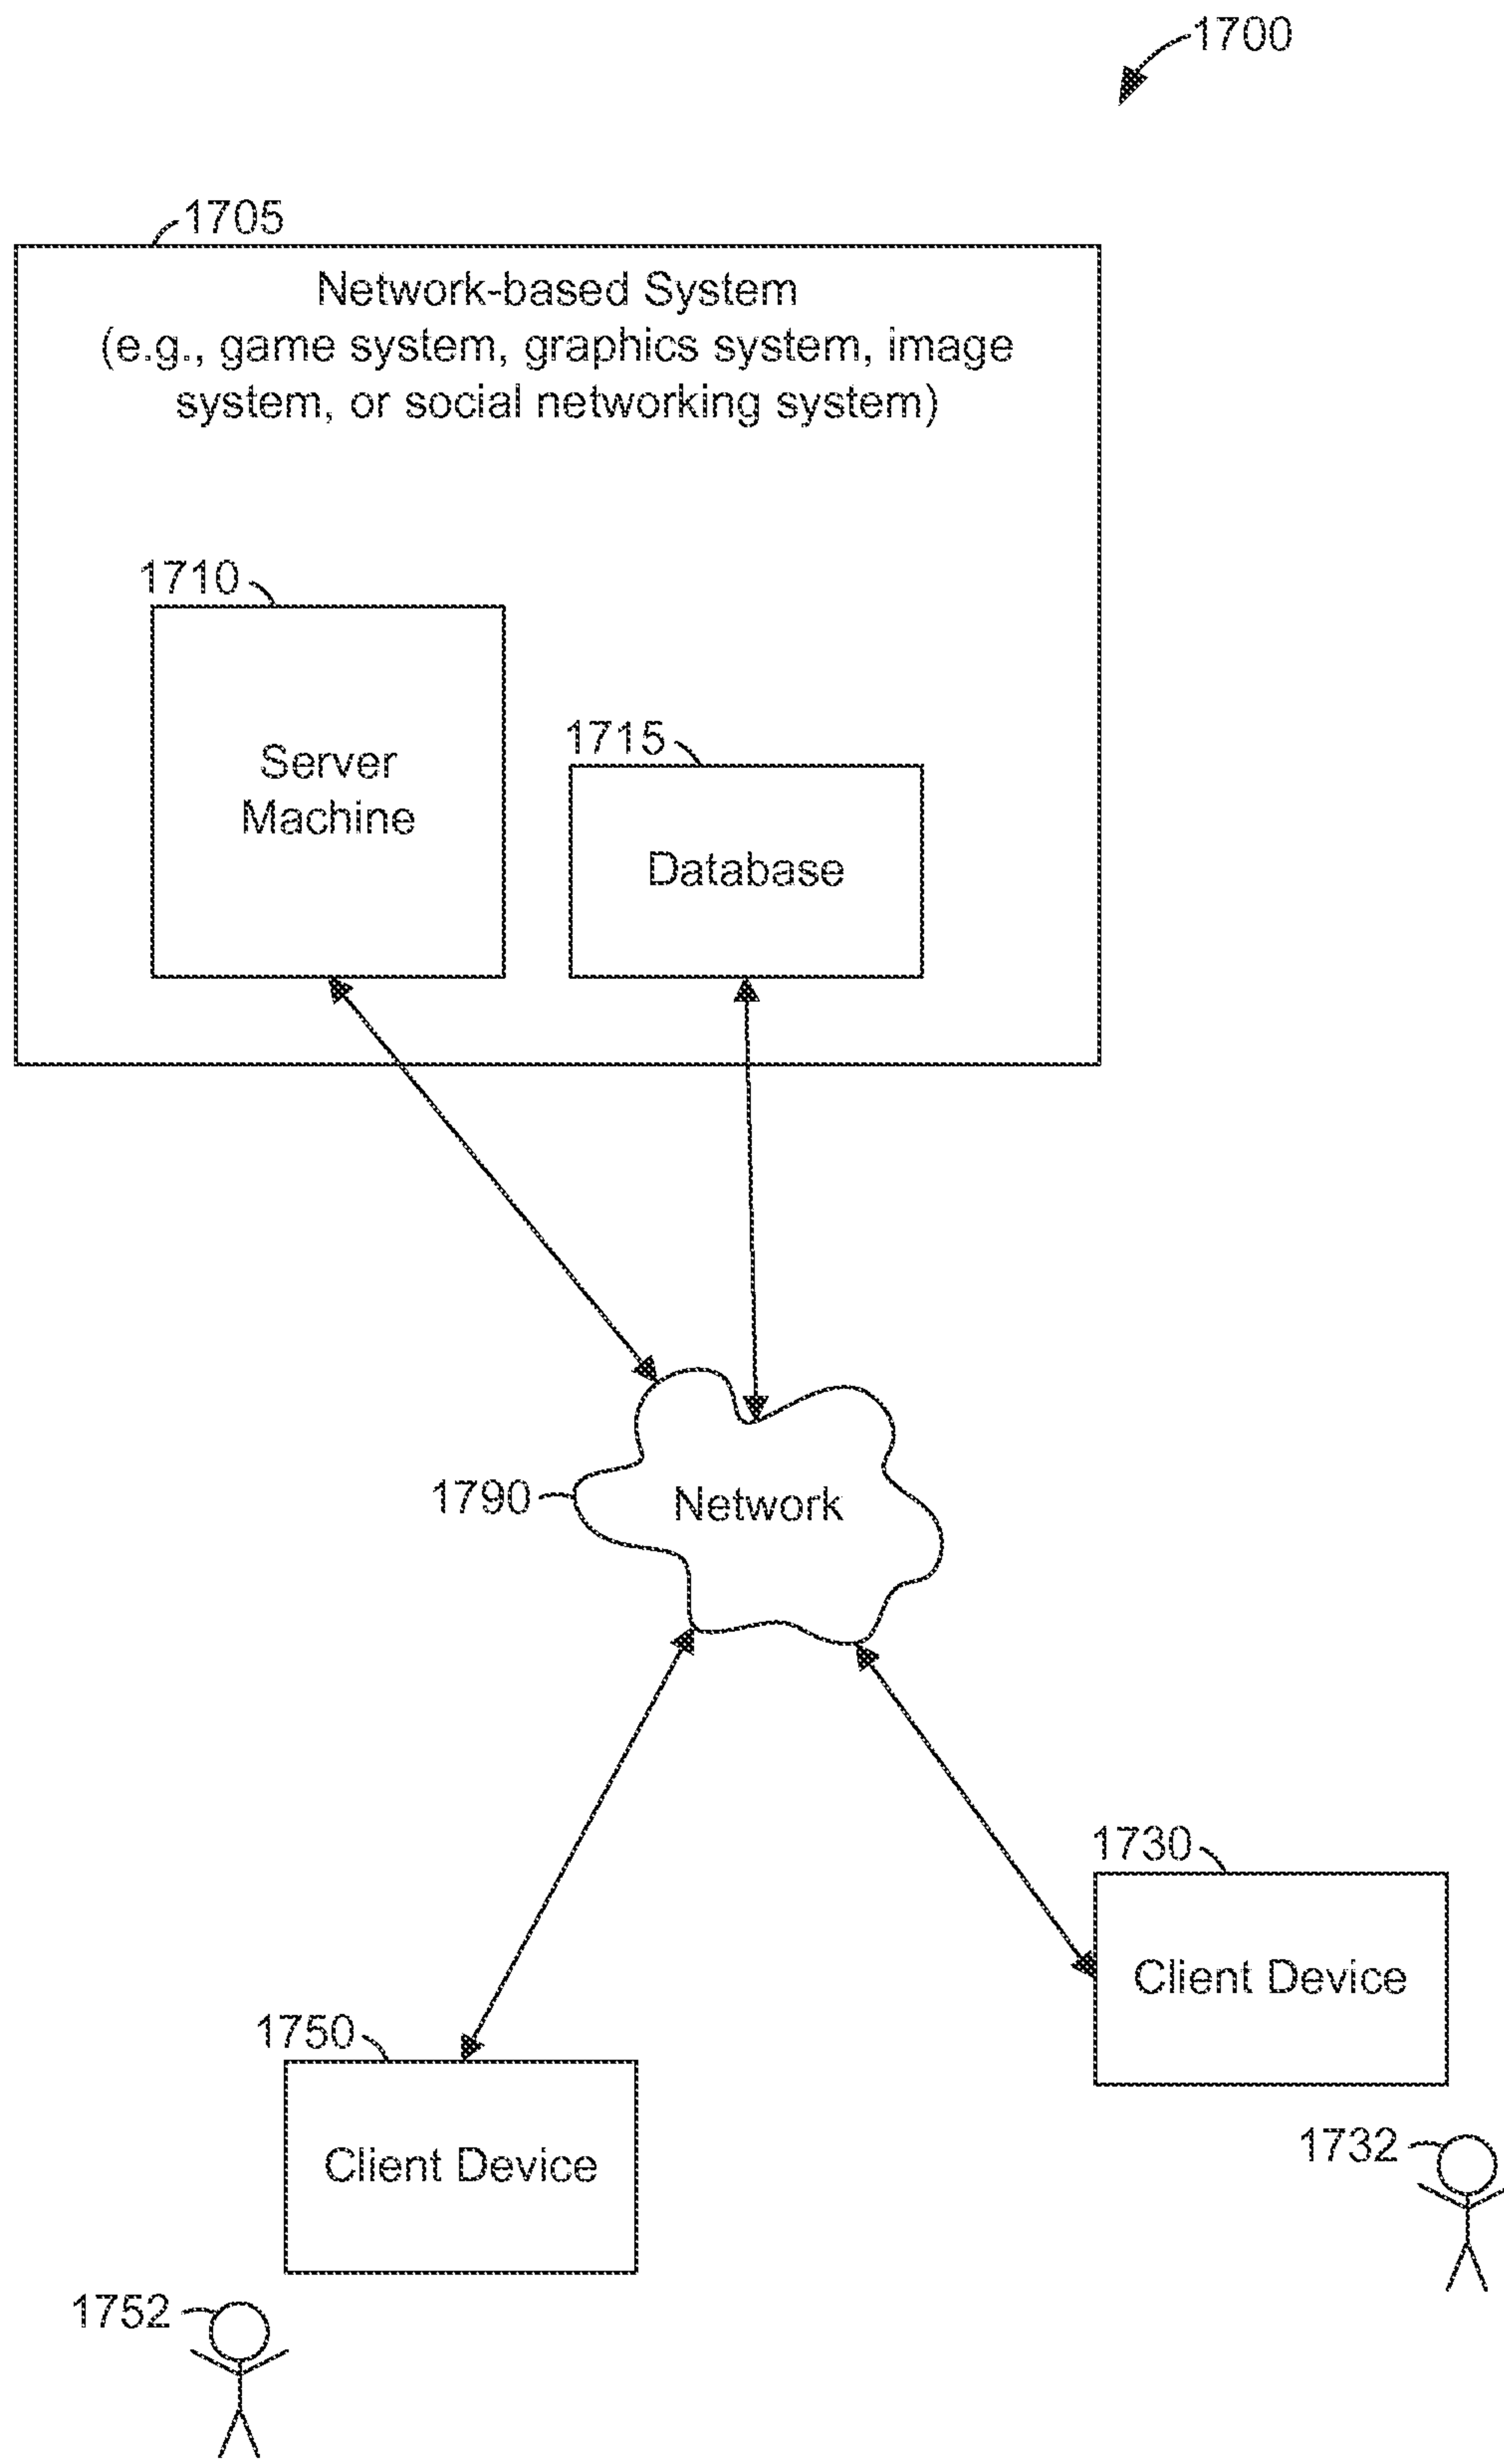 1700
1705
Network-based System
(e.g., game system, graphics system, image
system, or social networking system)
1710
Server
Machine
1715
Database
1790
Network
1730
Client Device
1750
Client Device
1732
1752